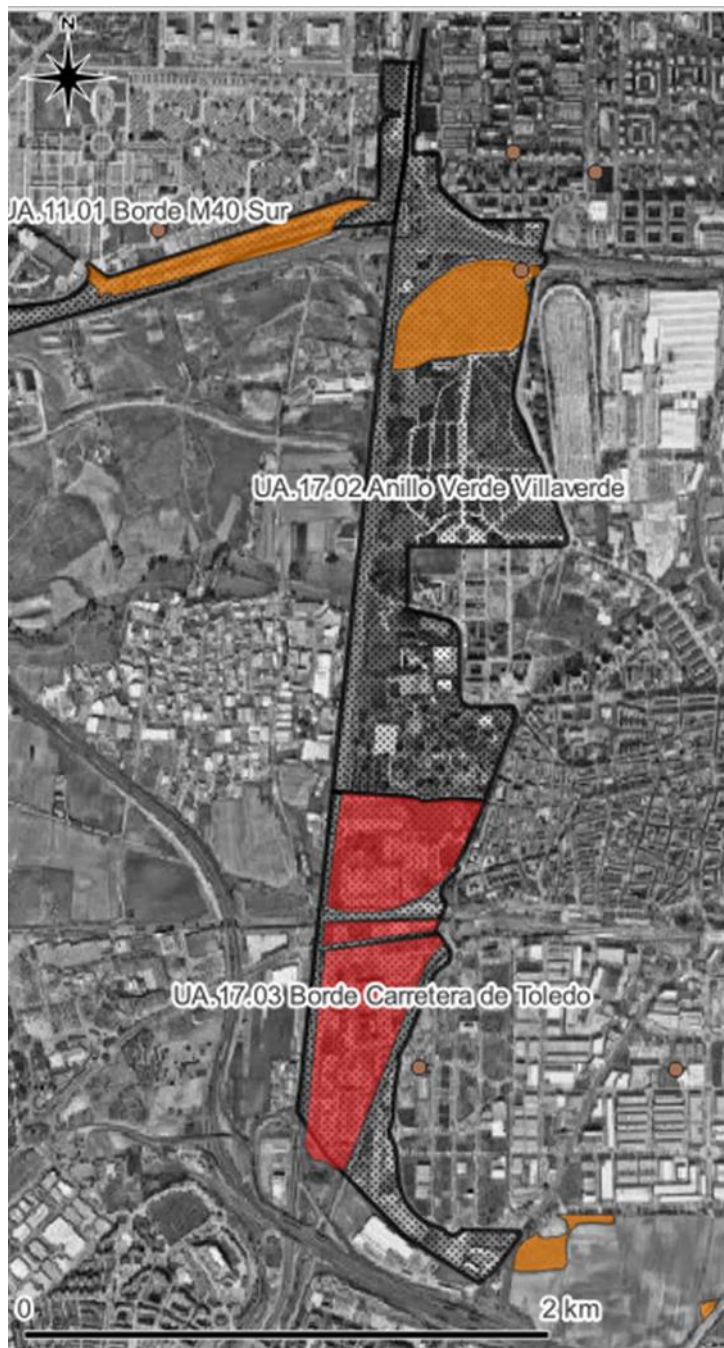 N
UA.11.01 Borde M40 Sur
UA.17.02 Anillo Verde Villaverde
UA.17.03 Borde Carretera de Toledo
0 2 km